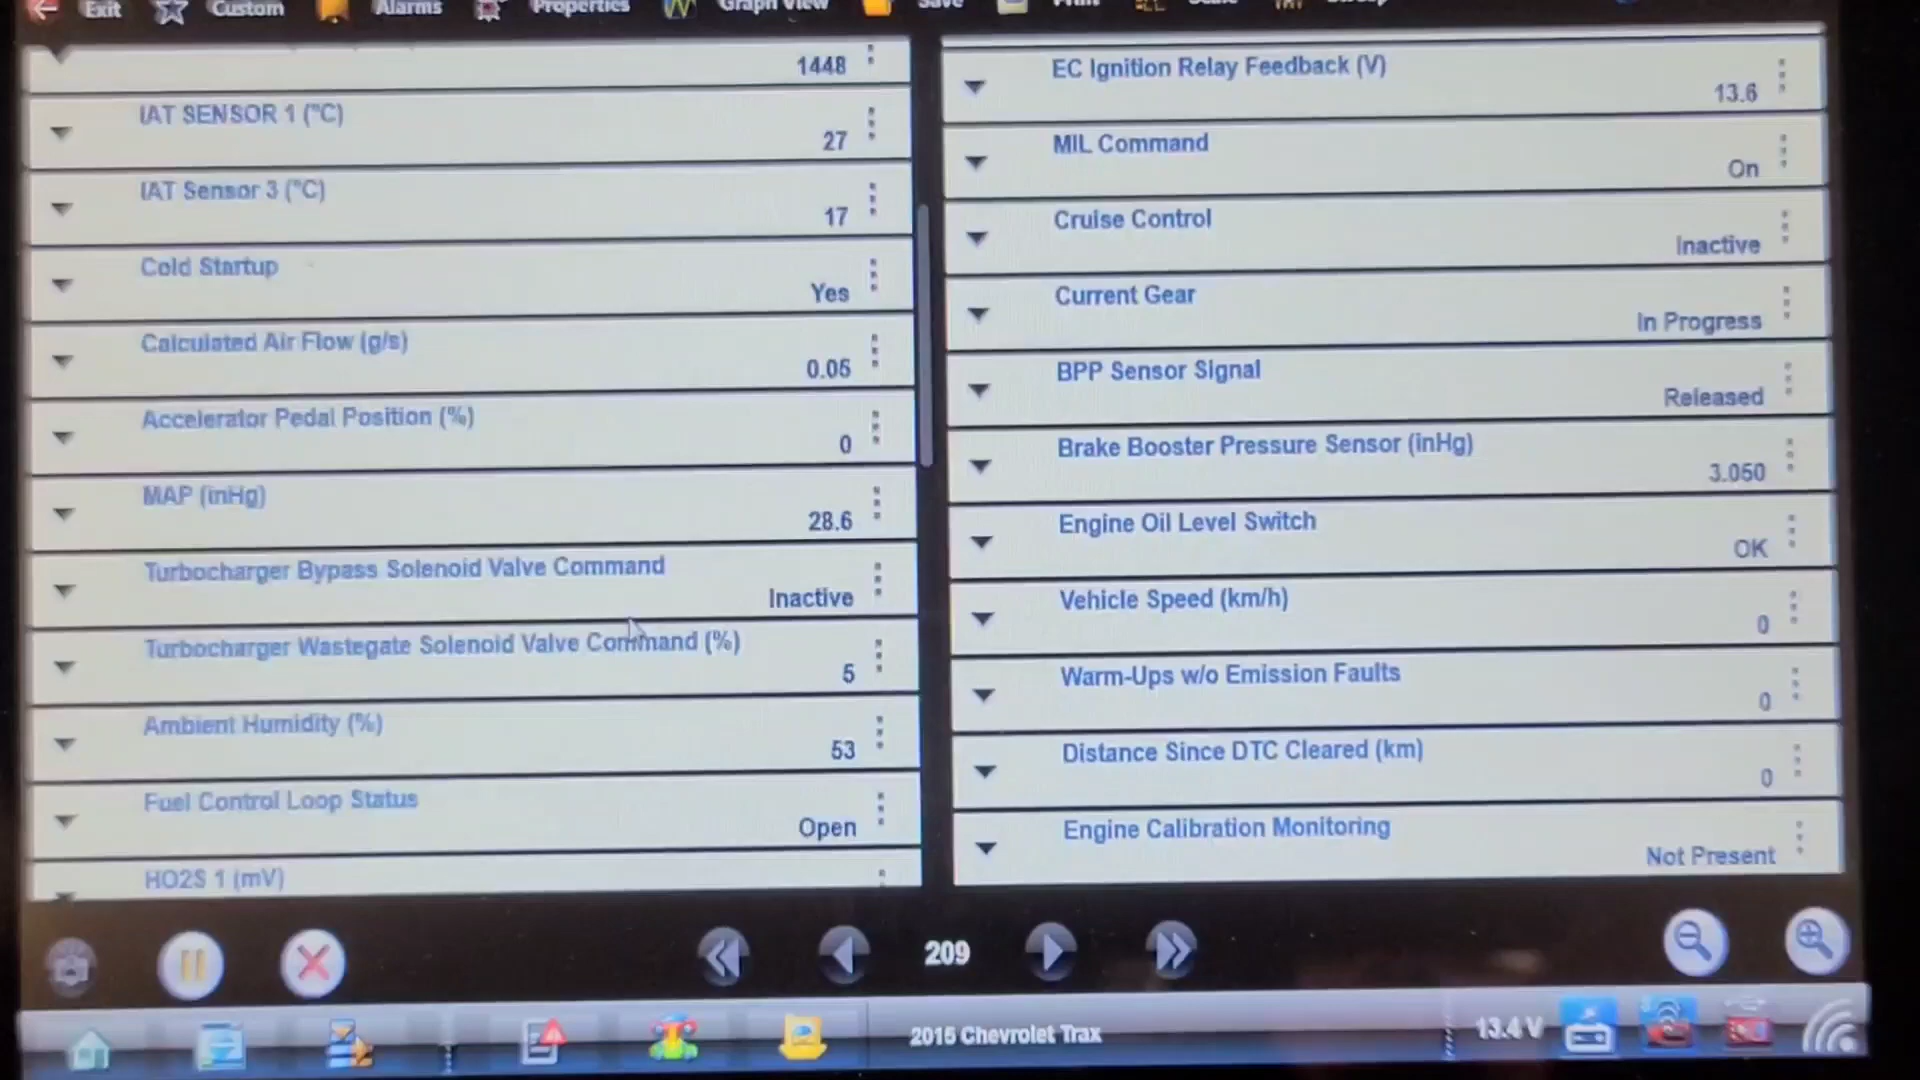 Exit Custom Alarms Properties Graph View Save Print
1448
IAT SENSOR 1 (°C)
27
IAT Sensor 3 (°C)
17
Cold Startup
Yes
Calculated Air Flow (g/s)
0.05
Accelerator Pedal Position (%)
0
MAP (inHg)
28.6
Turbocharger Bypass Solenoid Valve Command
Inactive
Turbocharger Wastegate Solenoid Valve Command (%)
5
Ambient Humidity (%)
53
Fuel Control Loop Status
Open
HO2S 1 (mV)
EC Ignition Relay Feedback (V)
13.6
MIL Command
On
Cruise Control
Inactive
Current Gear
In Progress
BPP Sensor Signal
Released
Brake Booster Pressure Sensor (inHg)
3.050
Engine Oil Level Switch
OK
Vehicle Speed (km/h)
0
Warm-Ups w/o Emission Faults
0
Distance Since DTC Cleared (km)
0
Engine Calibration Monitoring
Not Present
209
2015 Chevrolet Trax
13.4 V